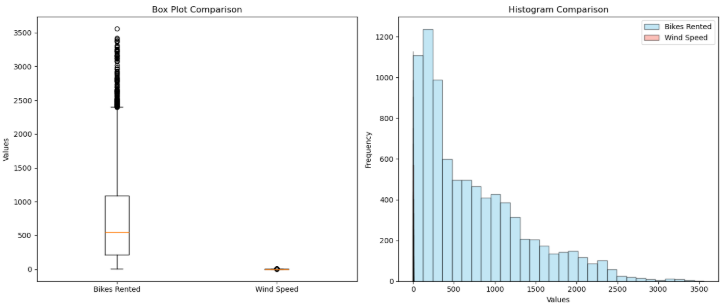 Box Plot Comparison
Values
3500
3000
2500
2000
1500
1000
500
0
Bikes Rented
Wind Speed
Histogram Comparison
Bikes Rented
Wind Speed
Frequency
1200
1000
800
600
400
200
0
0 500 1000 1500 2000 2500 3000 3500
Values